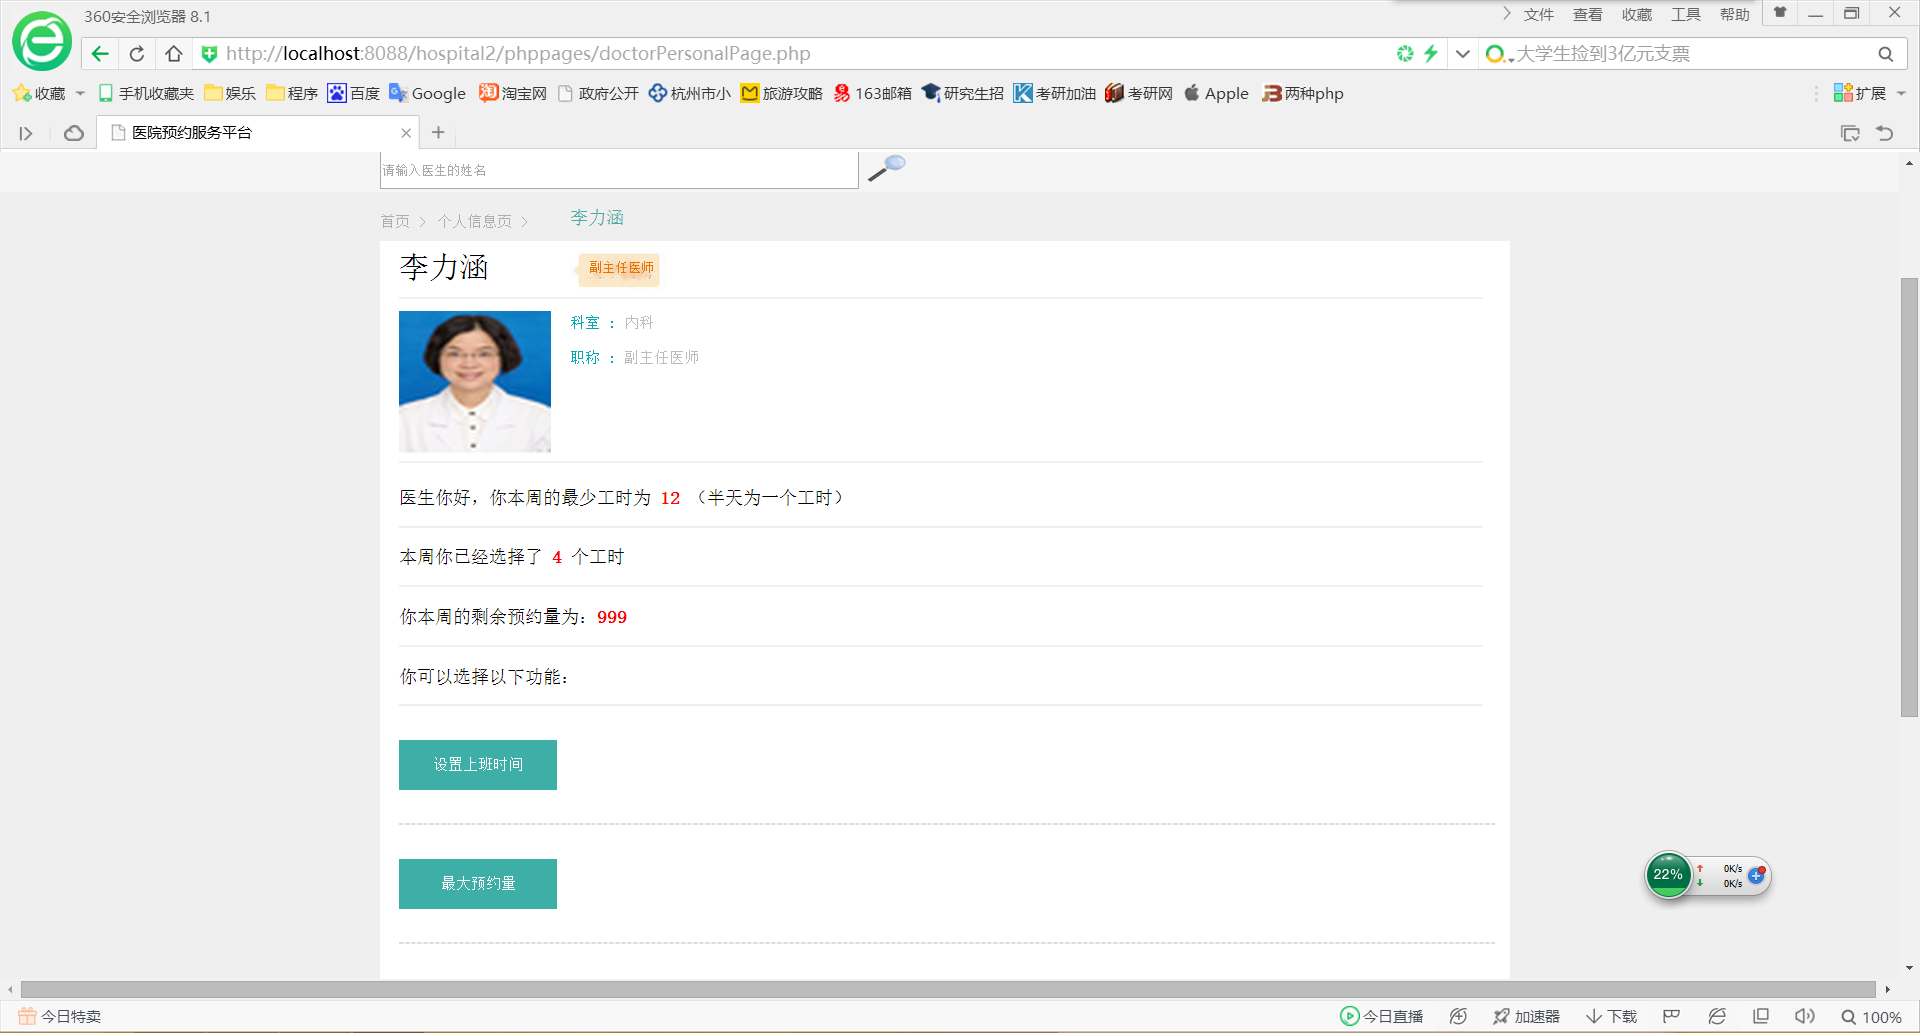 360安全浏览器 8.1
文件 查看 收藏 工具 帮助
http://localhost:8088/hospital2/phppages/doctorPersonalPage.php
大学生捡到3亿元支票
收藏 手机收藏夹 娱乐 程序 百度 Google 淘宝网 政府公开 杭州市小 旅游攻略 163邮箱 研究生招 考研加油 考研网 Apple 两种php 扩展
医院预约服务平台
请输入医生的姓名
首页 > 个人信息页 > 李力涵
李力涵 副主任医师
科室 : 内科
职称 : 副主任医师
医生你好，你本周的最少工时为 12 （半天为一个工时）
本周你已经选择了 4 个工时
你本周的剩余预约量为：999
你可以选择以下功能：
设置上班时间
最大预约量
22% 0K/s
0K/s
今日特卖 今日直播 加速器 下载 100%